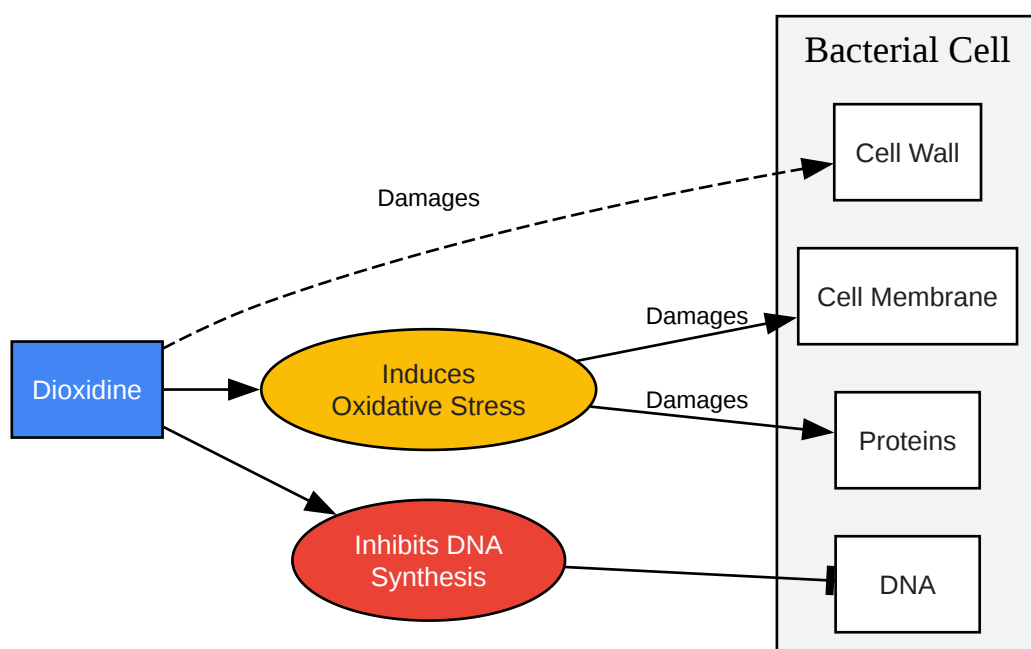 Bacterial Cell
Cell Wall
Damages
Cell Membrane
Damages
Dioxidine
Induces
Oxidative Stress
Damages
Proteins
Inhibits DNA
Synthesis
DNA